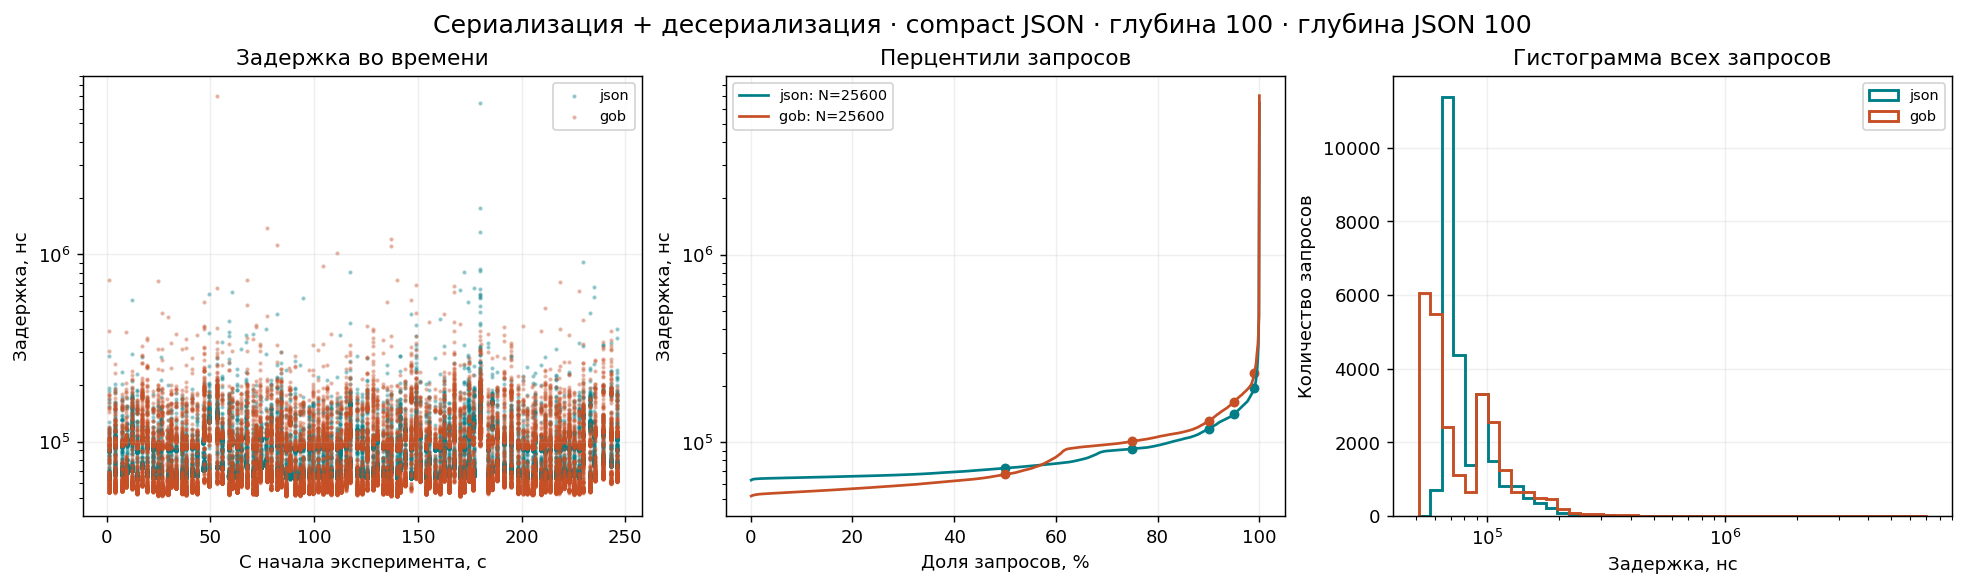 Сериализация + десериализация · compact JSON · глубина 100 · глубина JSON 100
Задержка во времени
Задержка, нс
10⁶
10⁵
json
gob
0 50 100 150 200 250
С начала эксперимента, с
Перцентили запросов
Задержка, нс
10⁶
10⁵
json: N=25600
gob: N=25600
0 20 40 60 80 100
Доля запросов, %
Гистограмма всех запросов
Количество запросов
10000
8000
6000
4000
2000
0
json
gob
10⁵ 10⁶
Задержка, нс